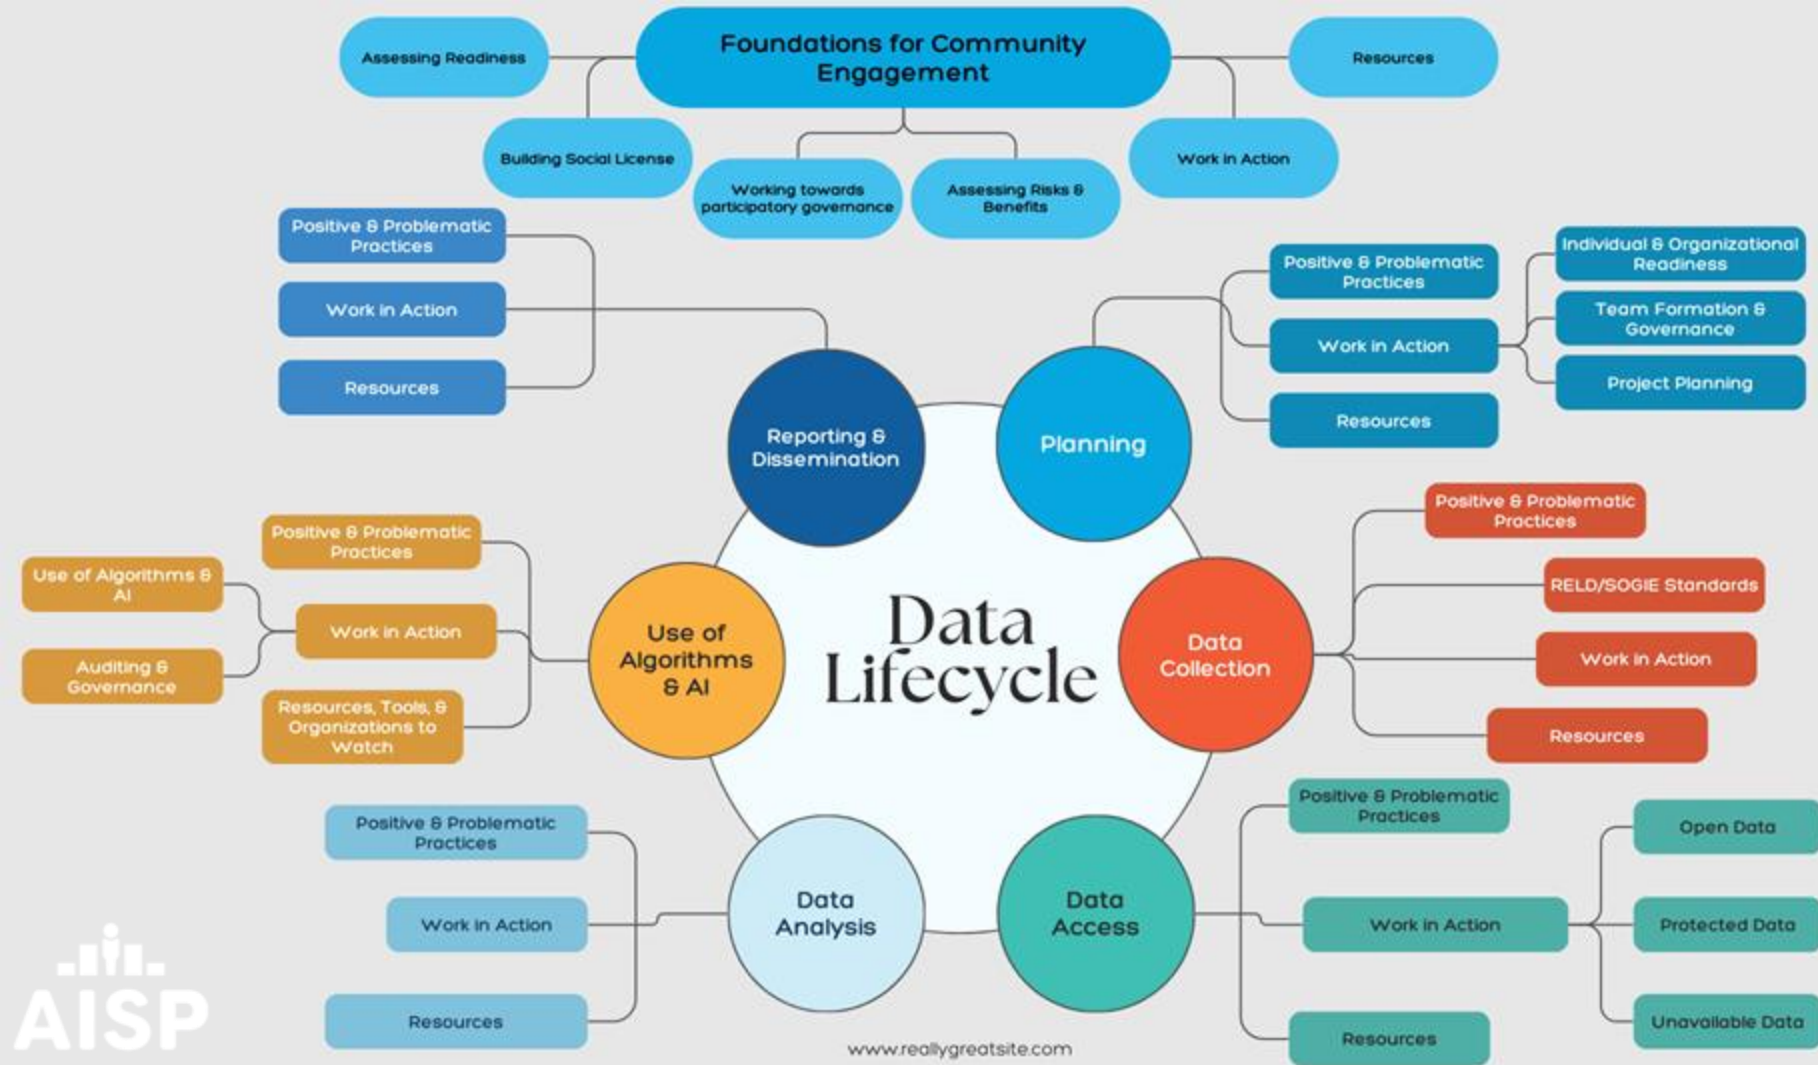 Foundations for Community
Engagement
Assessing Readiness
Resources
Building Social License
Working towards
participatory governance
Assessing Risks &
Benefits
Work in Action
Positive & Problematic
Practices
Work in Action
Resources
Reporting &
Dissemination
Planning
Positive & Problematic
Practices
Work in Action
Resources
Individual & Organizational
Readiness
Team Formation &
Governance
Project Planning
Data
Lifecycle
Data
Collection
Positive & Problematic
Practices
RELD/SOGIE Standards
Work in Action
Resources
Use of
Algorithms
& AI
Positive & Problematic
Practices
Work in Action
Resources, Tools, &
Organizations to
Watch
Use of Algorithms &
AI
Auditing &
Governance
Data
Analysis
Positive & Problematic
Practices
Work in Action
Resources
Data
Access
Positive & Problematic
Practices
Work in Action
Resources
Open Data
Protected Data
Unavailable Data
AISP
www.reallygreatsite.com